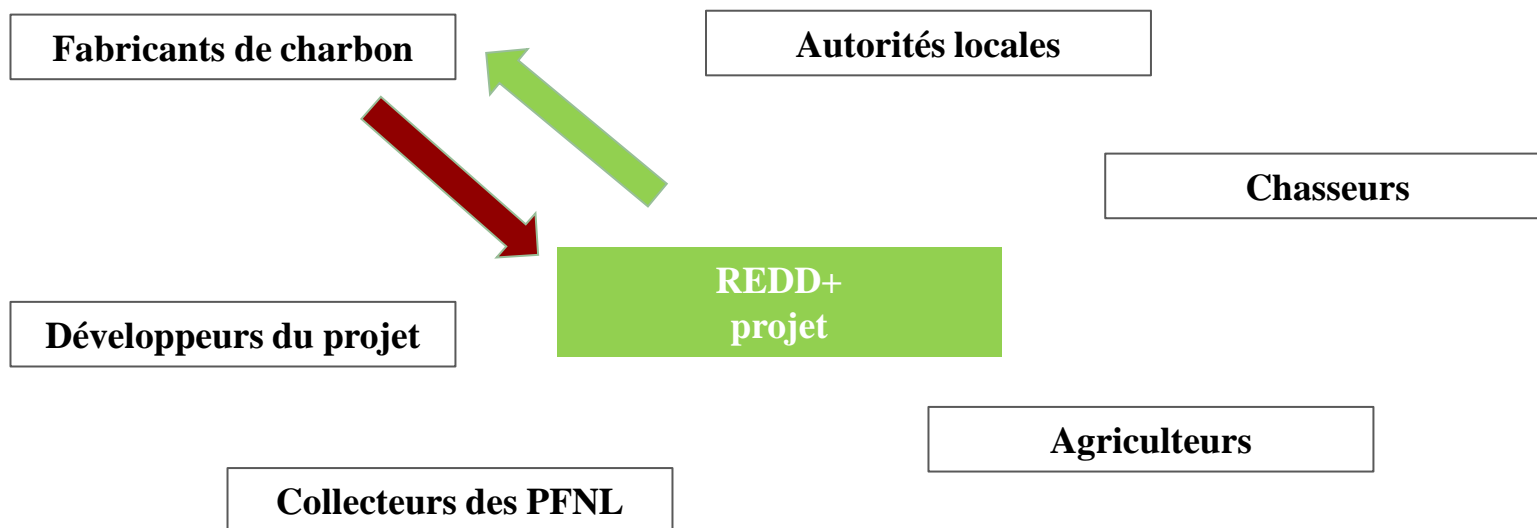 Fabricants de charbon
Autorités locales
Chasseurs
REDD+
projet
Développeurs du projet
Agriculteurs
Collecteurs des PFNL